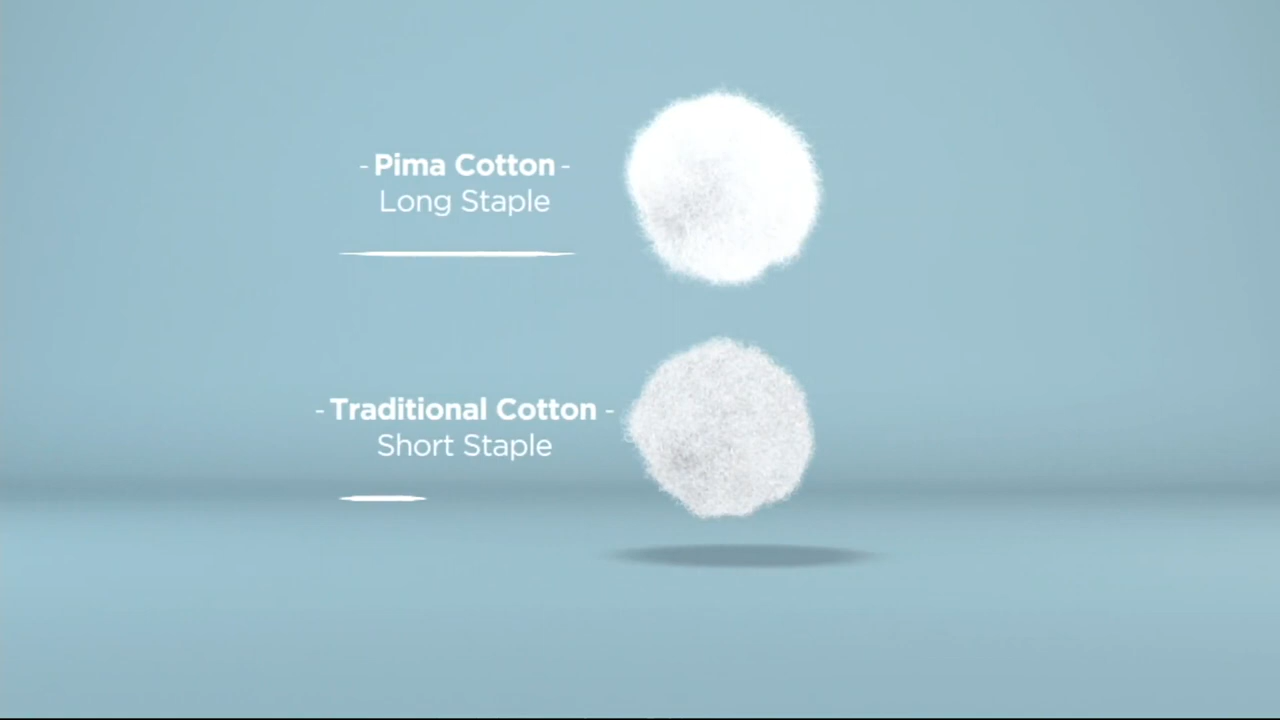 - Pima Cotton -
Long Staple
- Traditional Cotton -
Short Staple